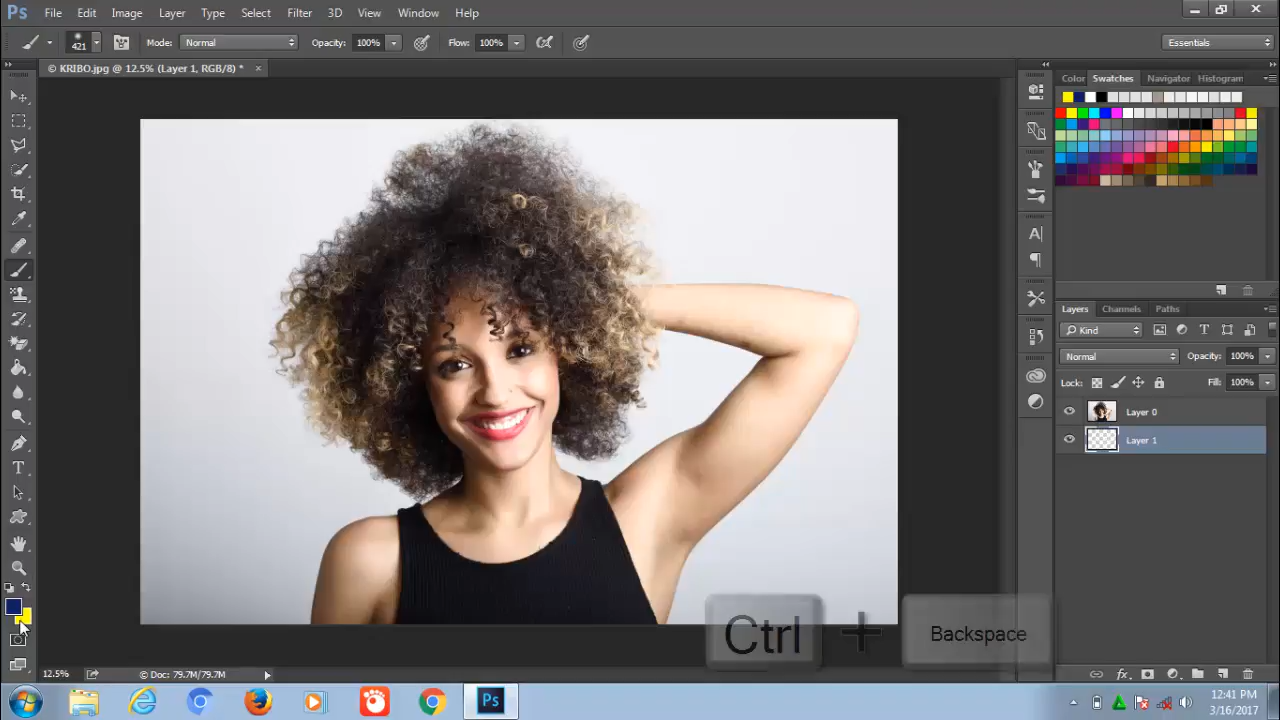 Ps File Edit Image Layer Type Select Filter 3D View Window Help
421 Mode: Normal Opacity: 100% Flow: 100% Essentials
© KRIBO.jpg @ 12.5% (Layer 1, RGB/8) * ×
Color Swatches Navigator Histogram
Layers Channels Paths
Kind
Normal Opacity: 100%
Lock: Fill: 100%
Layer 0
Layer 1
Ctrl + Backspace
12.5% © Doc: 79.7M/79.7M
Ps
12:41 PM
3/16/2017